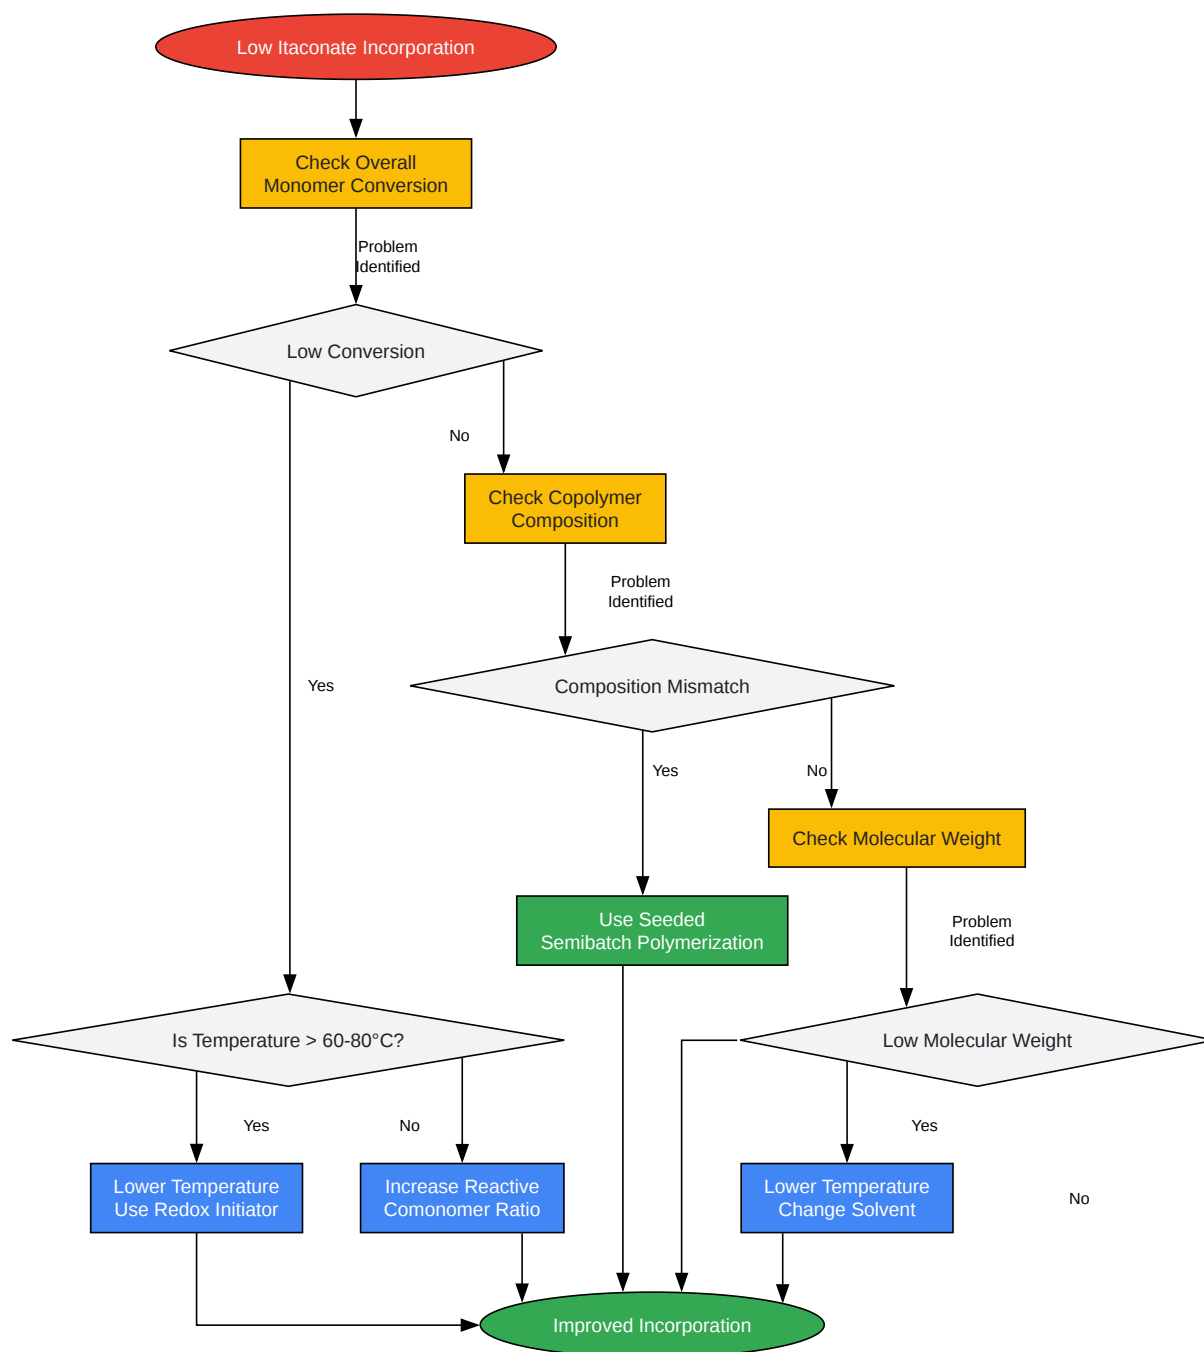 Low Itaconate Incorporation
Check Overall
Monomer Conversion
Problem
Identified
Low Conversion
No
Check Copolymer
Composition
Problem
Identified
Yes
Composition Mismatch
Yes
No
Check Molecular Weight
Use Seeded
Semibatch Polymerization
Problem
Identified
Is Temperature > 60-80°C?
Low Molecular Weight
Yes
No
Yes
Lower Temperature
Use Redox Initiator
Increase Reactive
Comonomer Ratio
Lower Temperature
Change Solvent
No
Improved Incorporation